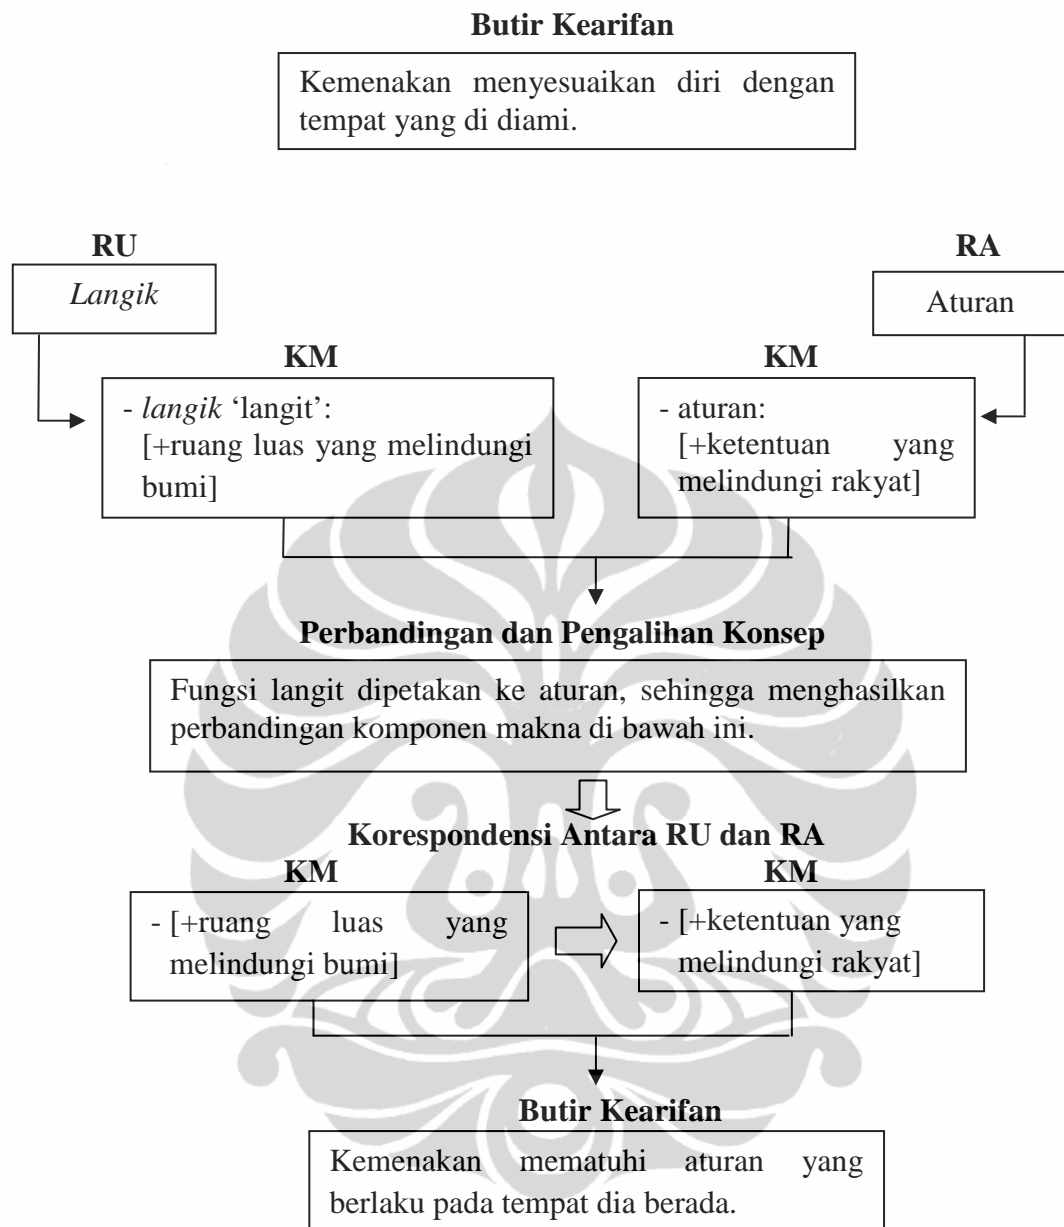 Butir Kearifan
Kemenakan menyesuaikan diri dengan
tempat yang di diami.
RU
RA
Langik
Aturan
KM
KM
- langik ‘langit’:
[+ruang luas yang melindungi
bumi]
- aturan:
[+ketentuan yang
melindungi rakyat]
Perbandingan dan Pengalihan Konsep
Fungsi langit dipetakan ke aturan, sehingga menghasilkan
perbandingan komponen makna di bawah ini.
Korespondensi Antara RU dan RA
KM
KM
- [+ruang luas yang
melindungi bumi]
- [+ketentuan yang
melindungi rakyat]
Butir Kearifan
Kemenakan mematuhi aturan yang
berlaku pada tempat dia berada.